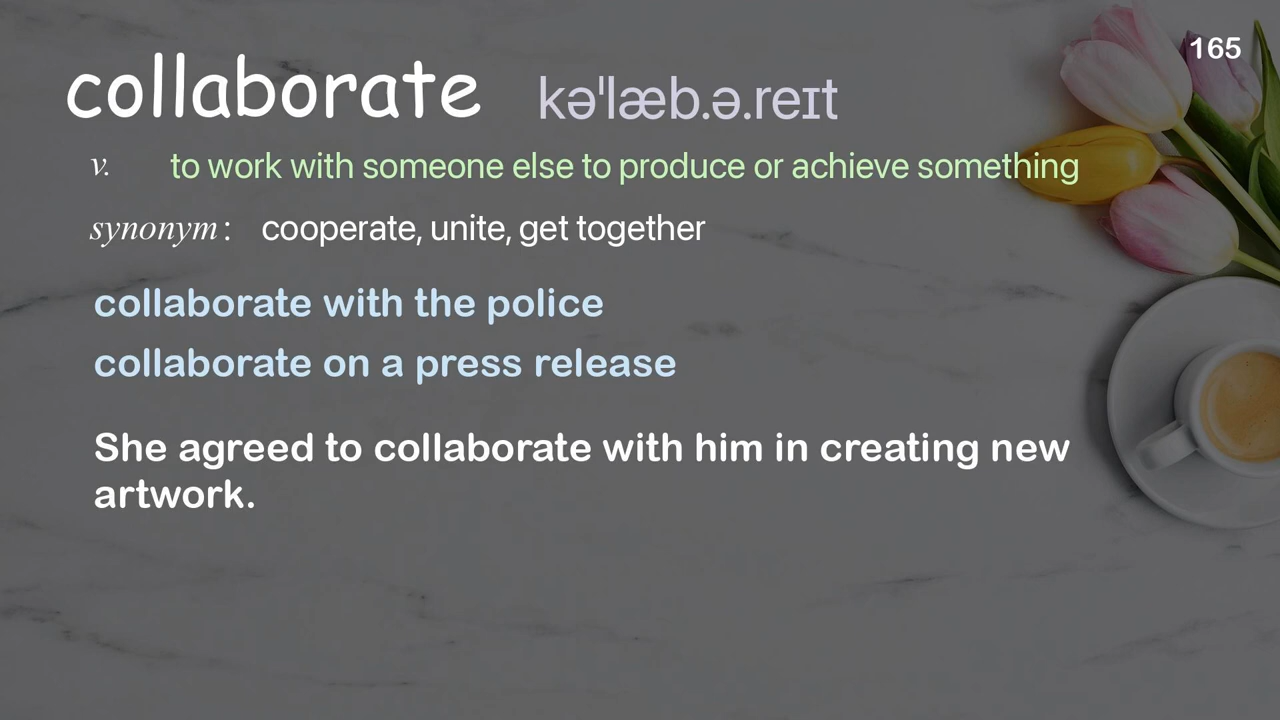 165
collaborate kəˈlæb.ə.reɪt
v. to work with someone else to produce or achieve something
synonym: cooperate, unite, get together
collaborate with the police
collaborate on a press release
She agreed to collaborate with him in creating new
artwork.